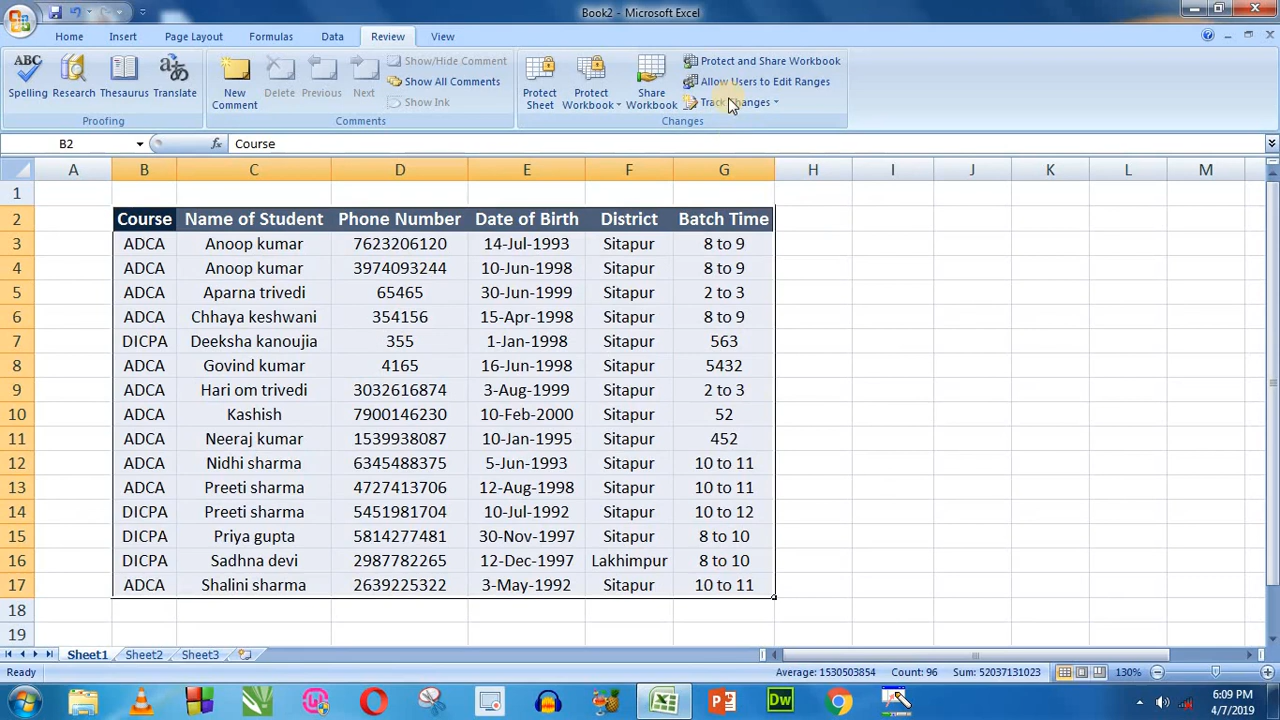 Book2 - Microsoft Excel
Home Insert Page Layout Formulas Data Review View
ABC
Spelling Research Thesaurus Translate
Proofing
New Comment Delete Previous Next
Show/Hide Comment
Show All Comments
Show Ink
Comments
Protect Sheet Protect Workbook Share Workbook
Protect and Share Workbook
Allow Users to Edit Ranges
Track Changes
Changes
B2 fx Course
A B C D E F G H I J K L M
1
2 Course Name of Student Phone Number Date of Birth District Batch Time
3 ADCA Anoop kumar 7623206120 14-Jul-1993 Sitapur 8 to 9
4 ADCA Anoop kumar 3974093244 10-Jun-1998 Sitapur 8 to 9
5 ADCA Aparna trivedi 65465 30-Jun-1999 Sitapur 2 to 3
6 ADCA Chhaya keshwani 354156 15-Apr-1998 Sitapur 8 to 9
7 DICPA Deeksha kanoujia 355 1-Jan-1998 Sitapur 563
8 ADCA Govind kumar 4165 16-Jun-1998 Sitapur 5432
9 ADCA Hari om trivedi 3032616874 3-Aug-1999 Sitapur 2 to 3
10 ADCA Kashish 7900146230 10-Feb-2000 Sitapur 52
11 ADCA Neeraj kumar 1539938087 10-Jan-1995 Sitapur 452
12 ADCA Nidhi sharma 6345488375 5-Jun-1993 Sitapur 10 to 11
13 ADCA Preeti sharma 4727413706 12-Aug-1998 Sitapur 10 to 11
14 DICPA Preeti sharma 5451981704 10-Jul-1992 Sitapur 10 to 12
15 DICPA Priya gupta 5814277481 30-Nov-1997 Sitapur 8 to 10
16 DICPA Sadhna devi 2987782265 12-Dec-1997 Lakhimpur 8 to 10
17 ADCA Shalini sharma 2639225322 3-May-1992 Sitapur 10 to 11
18
19
Sheet1 Sheet2 Sheet3
Ready Average: 1530503854 Count: 96 Sum: 52037131023 130%
Dw
6:09 PM
4/7/2019